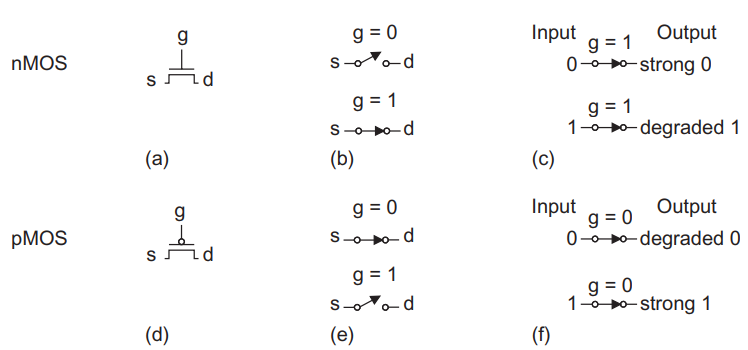 nMOS
g
s d
(a)
g = 0
s d
g = 1
s d
(b)
Input Output
g = 1
0 strong 0
g = 1
1 degraded 1
(c)
pMOS
g
s d
(d)
g = 0
s d
g = 1
s d
(e)
Input Output
g = 0
0 degraded 0
g = 0
1 strong 1
(f)